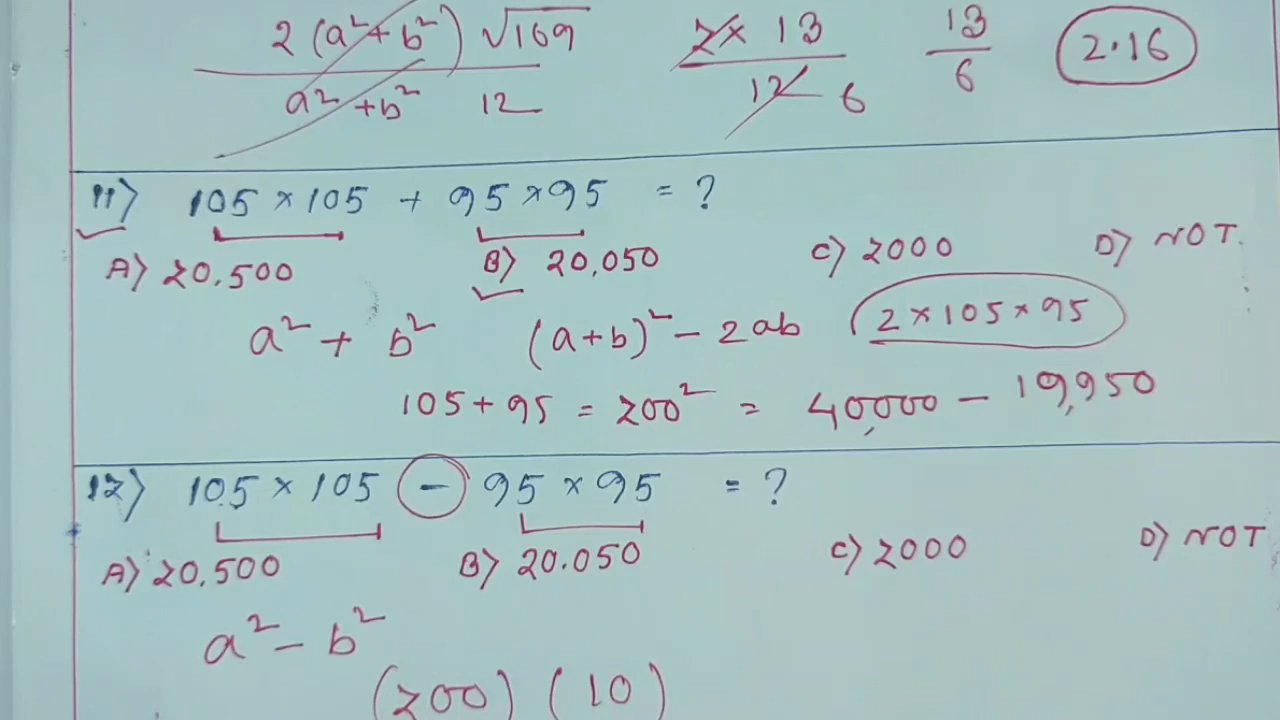 2 (a² + b²) √169 2 × 13 13 2.16
a² + b² 12 12 6 6
11) 105 × 105 + 95 × 95 = ?
A) 20,500 B) 20,050 C) 2000 D) NOT
a² + b² (a+b)² - 2ab 2 × 105 × 95
105 + 95 = 200² = 40,000 - 19,950
12) 105 × 105 - 95 × 95 = ?
A) 20,500 B) 20.050 C) 2000 D) NOT
a² - b²
(200) (10)